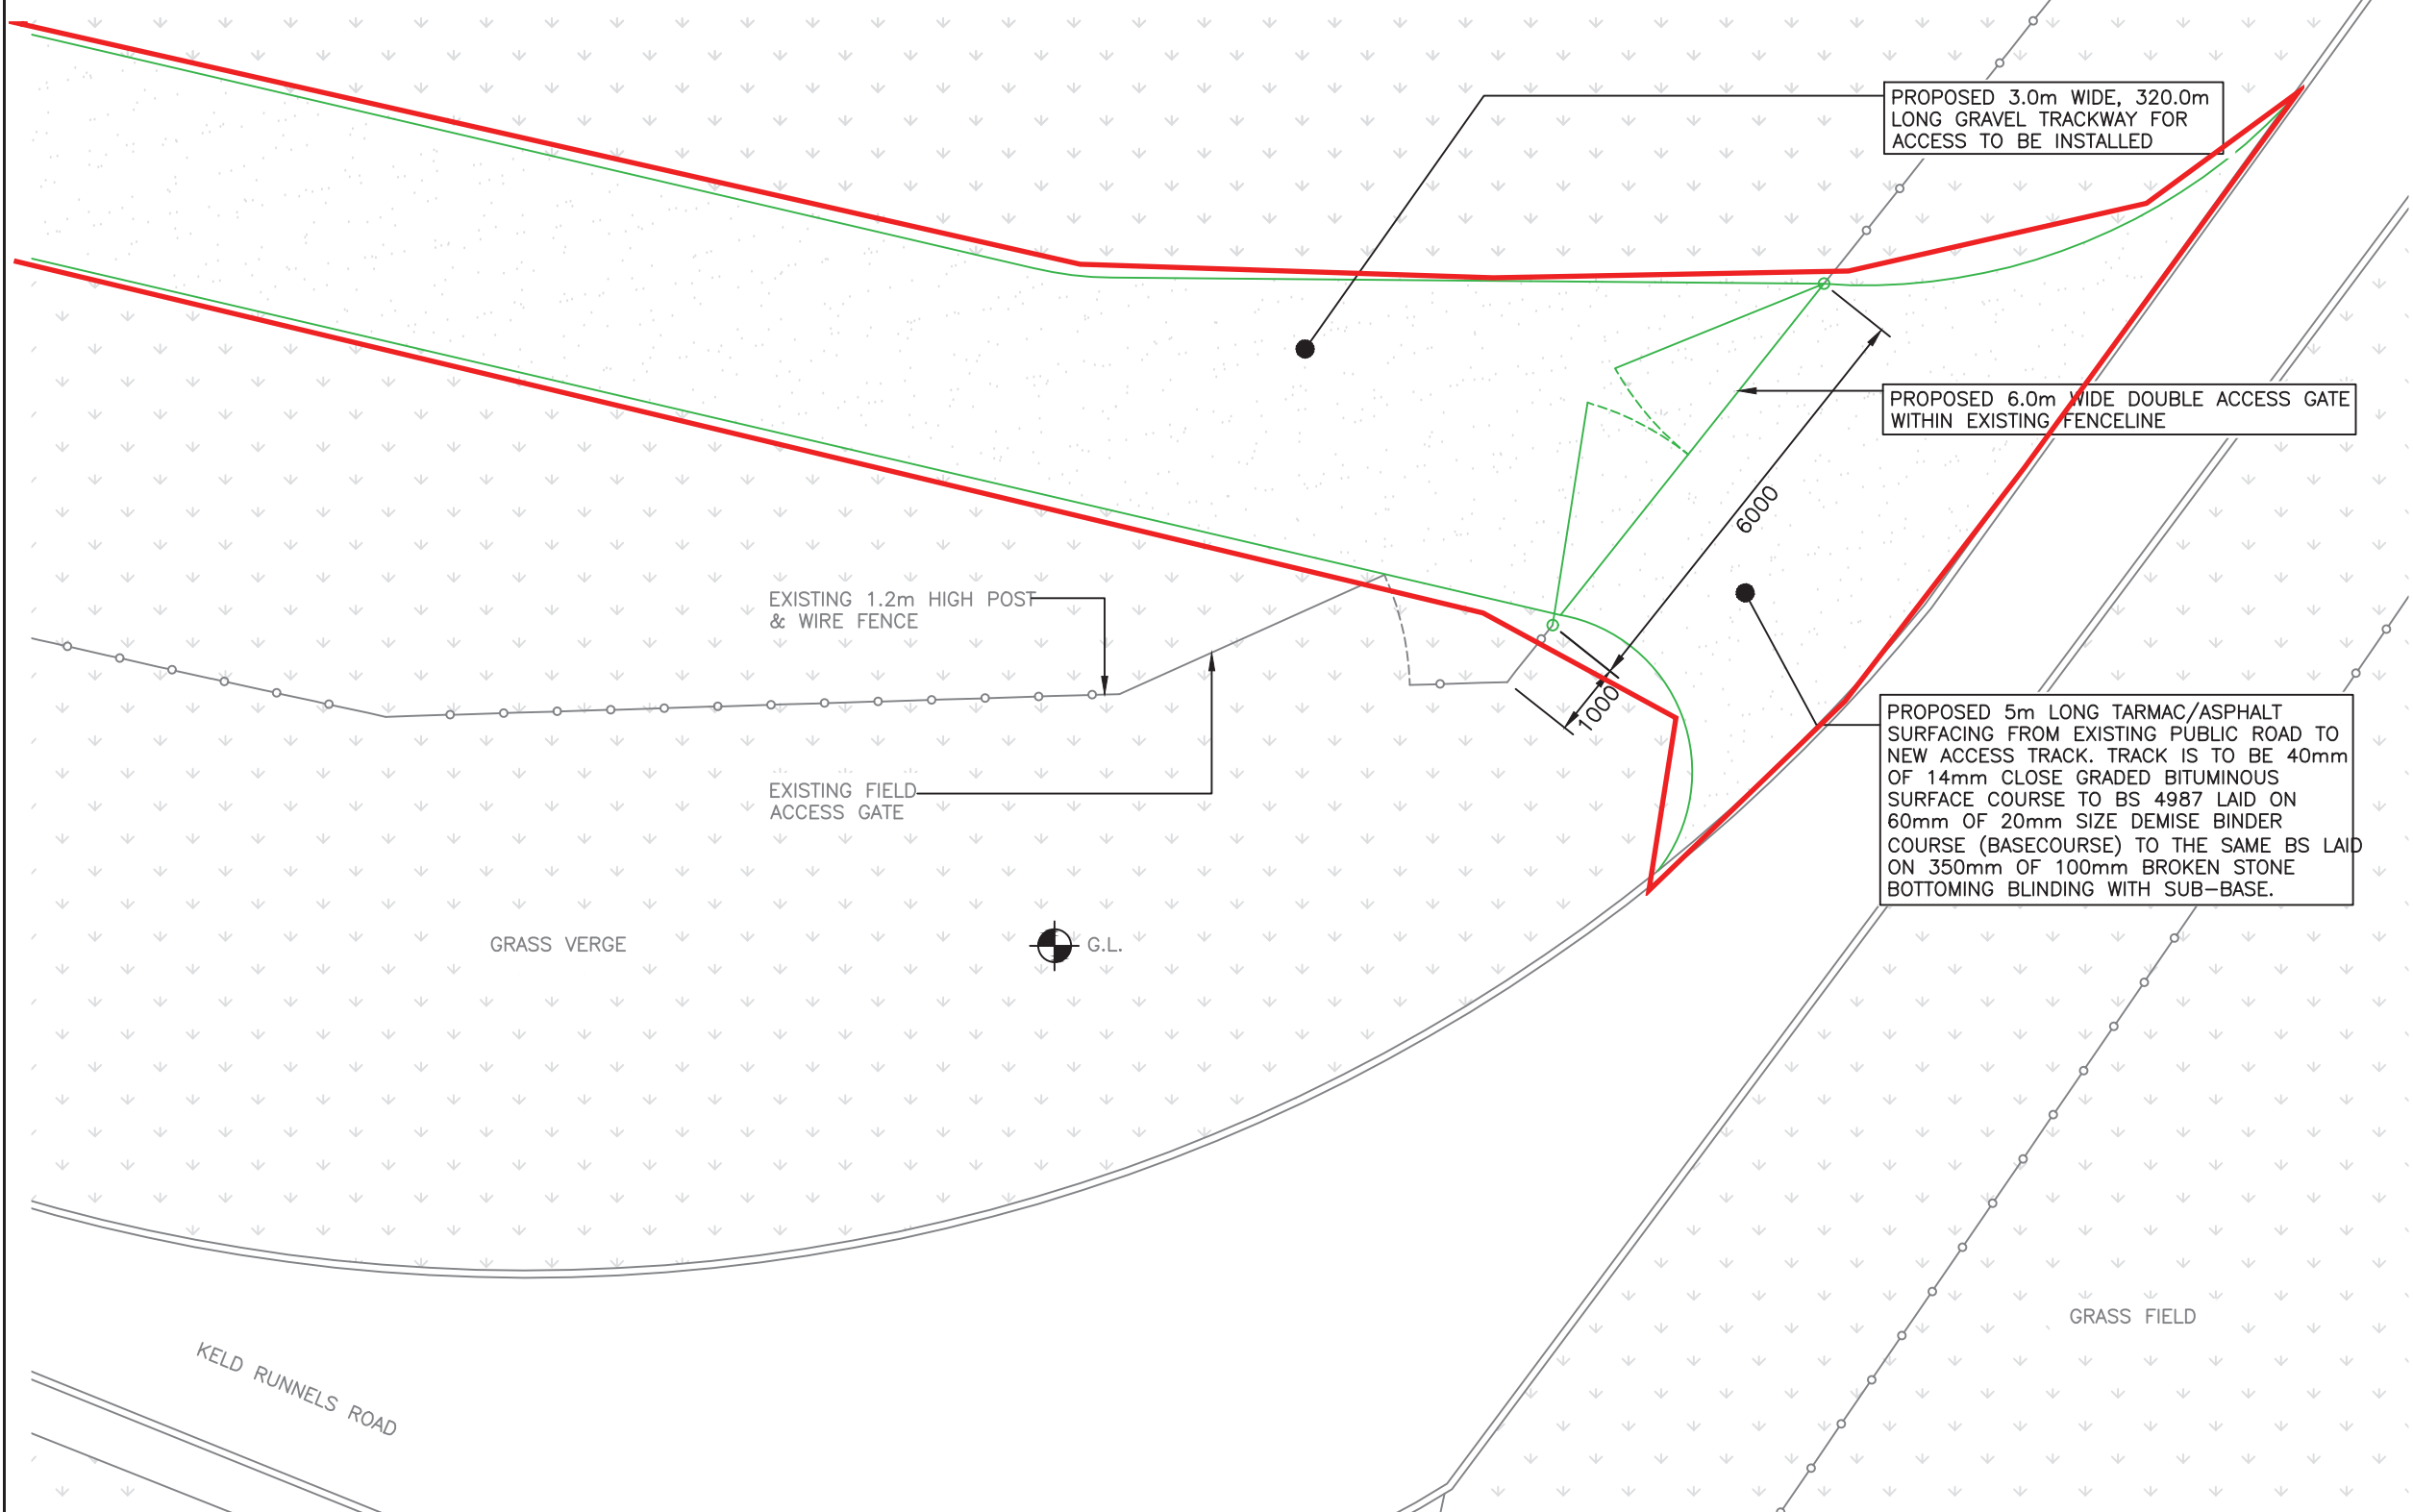 PROPOSED 3.0m WIDE, 320.0m
LONG GRAVEL TRACKWAY FOR
ACCESS TO BE INSTALLED
PROPOSED 6.0m WIDE DOUBLE ACCESS GATE
WITHIN EXISTING FENCELINE
6000
EXISTING 1.2m HIGH POST
& WIRE FENCE
1000
PROPOSED 5m LONG TARMAC/ASPHALT
SURFACING FROM EXISTING PUBLIC ROAD TO
NEW ACCESS TRACK. TRACK IS TO BE 40mm
OF 14mm CLOSE GRADED BITUMINOUS
SURFACE COURSE TO BS 4987 LAID ON
60mm OF 20mm SIZE DEMISE BINDER
COURSE (BASECOURSE) TO THE SAME BS LAID
ON 350mm OF 100mm BROKEN STONE
BOTTOMING BLINDING WITH SUB-BASE.
EXISTING FIELD
ACCESS GATE
GRASS VERGE
G.L.
GRASS FIELD
KELD RUNNELS ROAD